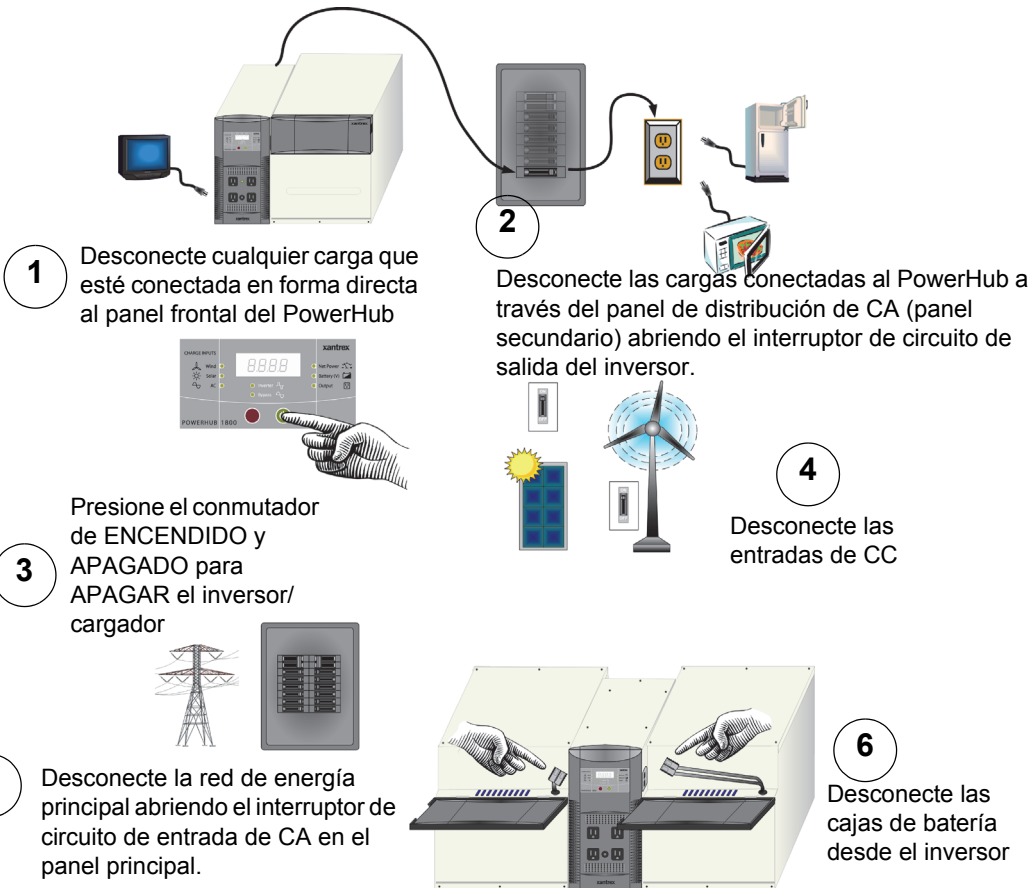 1
Desconecte cualquier carga que
esté conectada en forma directa
al panel frontal del PowerHub
2
Desconecte las cargas conectadas al PowerHub a
través del panel de distribución de CA (panel
secundario) abriendo el interruptor de circuito de
salida del inversor.
xantrex
CHARGE INPUTS
Wind
Solar
AC
8.8.8.8
Inverter
Bypass
Net Power
Battery (V)
Output
POWERHUB 1800
3
Presione el conmutador
de ENCENDIDO y
APAGADO para
APAGAR el inversor/
cargador
4
Desconecte las
entradas de CC
Desconecte la red de energía
principal abriendo el interruptor de
circuito de entrada de CA en el
panel principal.
xantrex
6
Desconecte las
cajas de batería
desde el inversor